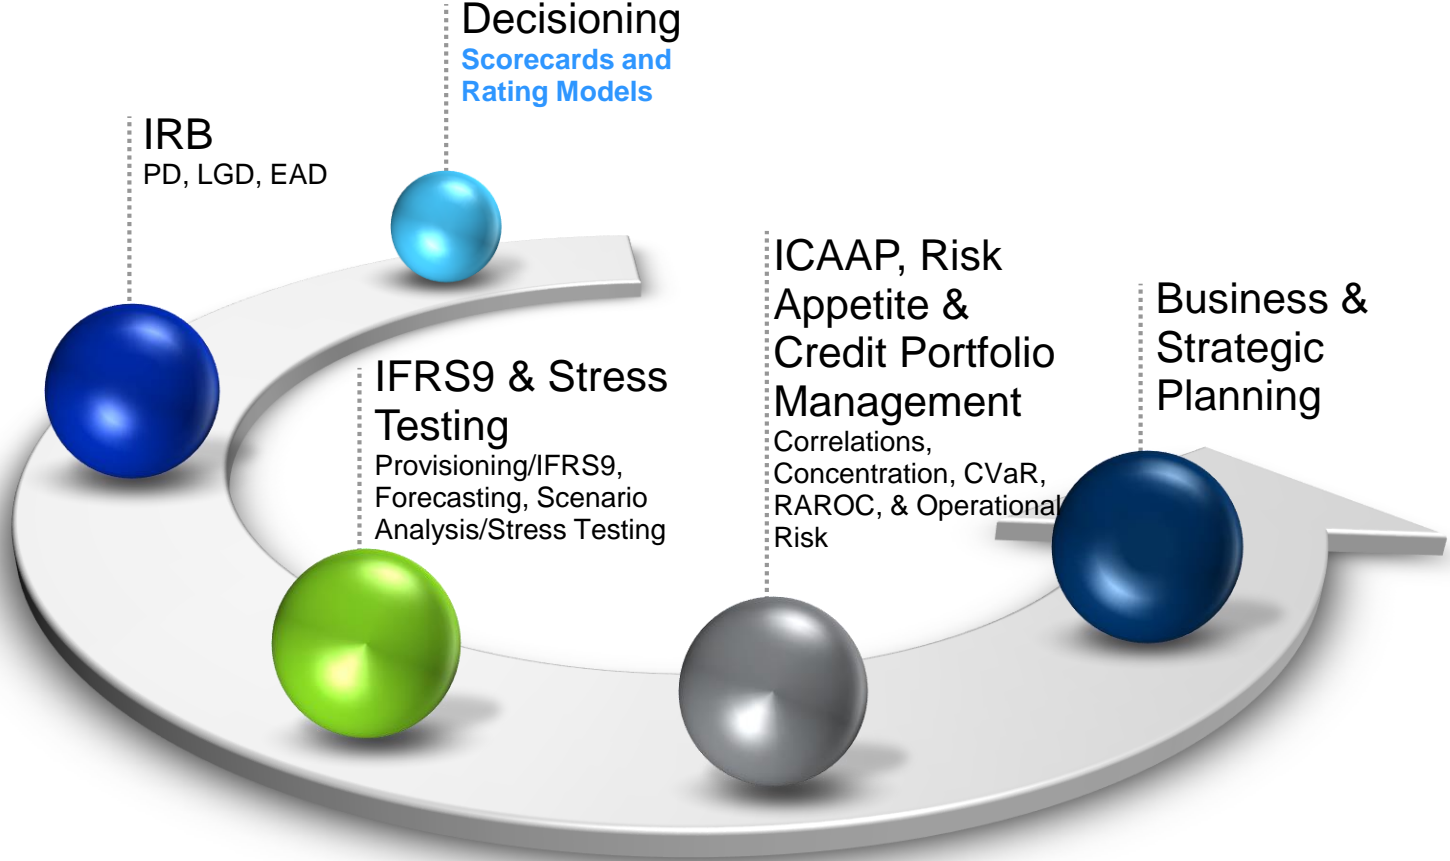 Decisioning
Scorecards and
Rating Models
IRB
PD, LGD, EAD
IFRS9 & Stress
Testing
Provisioning/IFRS9,
Forecasting, Scenario
Analysis/Stress Testing
ICAAP, Risk
Appetite &
Credit Portfolio
Management
Correlations,
Concentration, CVaR,
RAROC, & Operational
Risk
Business &
Strategic
Planning